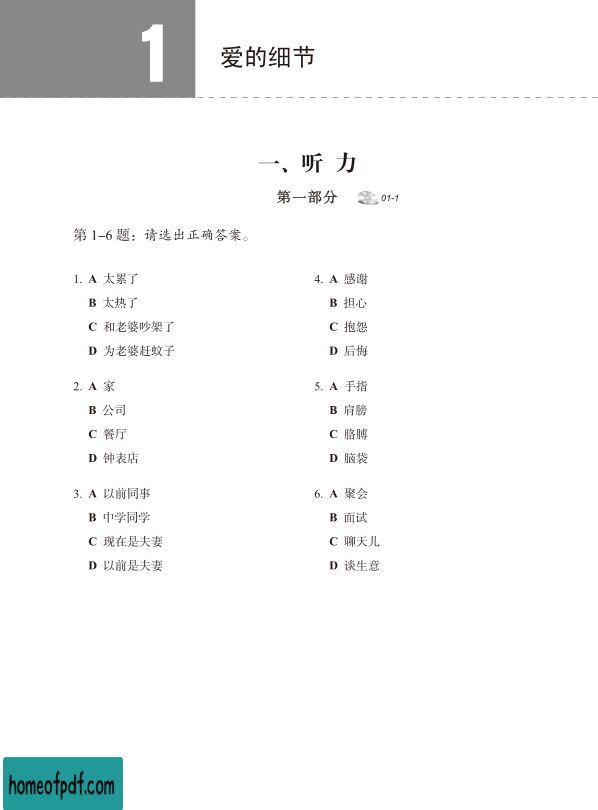 1
爱的细节
一、听 力
第一部分 01-1
第 1–6 题：请选出正确答案。
1. A 太累了
B 太热了
C 和老婆吵架了
D 为老婆赶蚊子
2. A 家
B 公司
C 餐厅
D 钟表店
3. A 以前同事
B 中学同学
C 现在是夫妻
D 以前是夫妻
4. A 感谢
B 担心
C 抱怨
D 后悔
5. A 手指
B 肩膀
C 胳膊
D 脑袋
6. A 聚会
B 面试
C 聊天儿
D 谈生意
homeofpdf.com